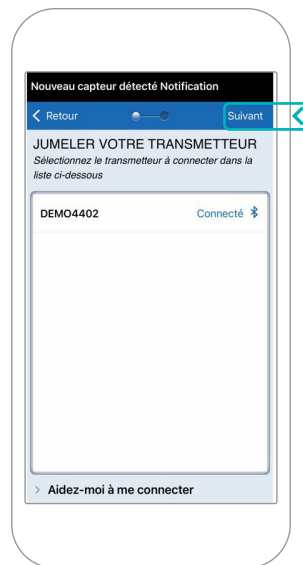 Nouveau capteur détecté Notification
Retour
Suivant
JUMELER VOTRE TRANSMETTEUR
Sélectionnez le transmetteur à connecter dans la
liste ci-dessous
DEMO4402 Connecté
Aidez-moi à me connecter